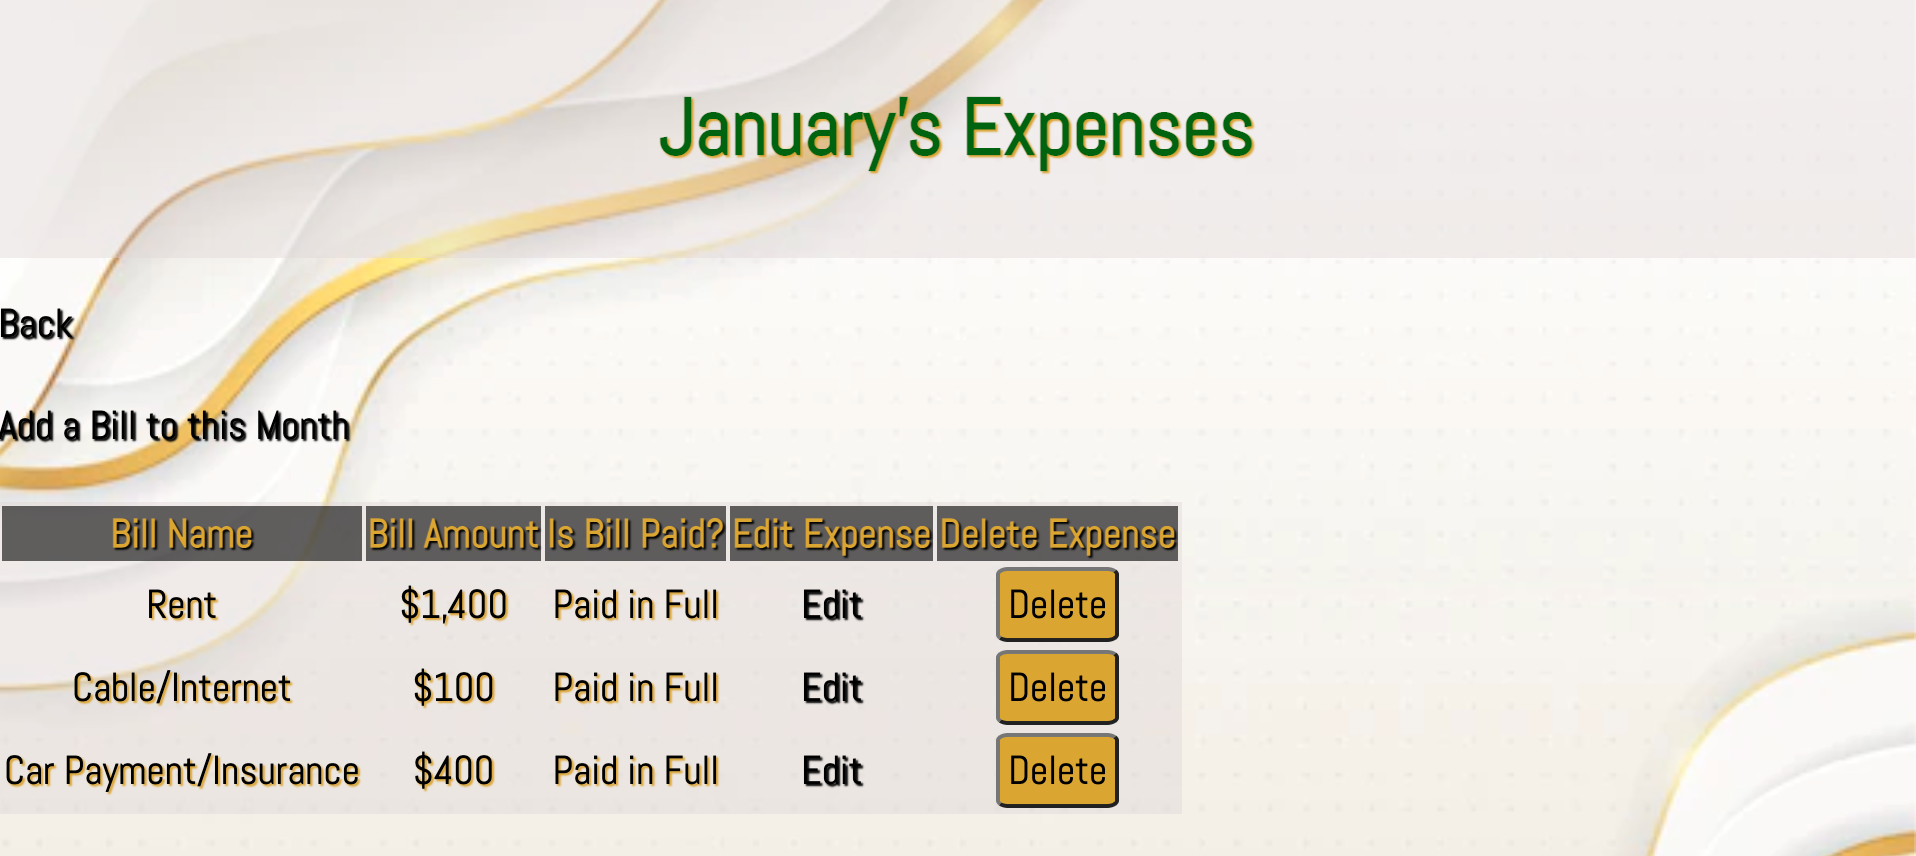 January's Expenses
Back
Add a Bill to this Month
Bill Name Bill Amount Is Bill Paid? Edit Expense Delete Expense
Rent $1,400 Paid in Full Edit Delete
Cable/Internet $100 Paid in Full Edit Delete
Car Payment/Insurance $400 Paid in Full Edit Delete